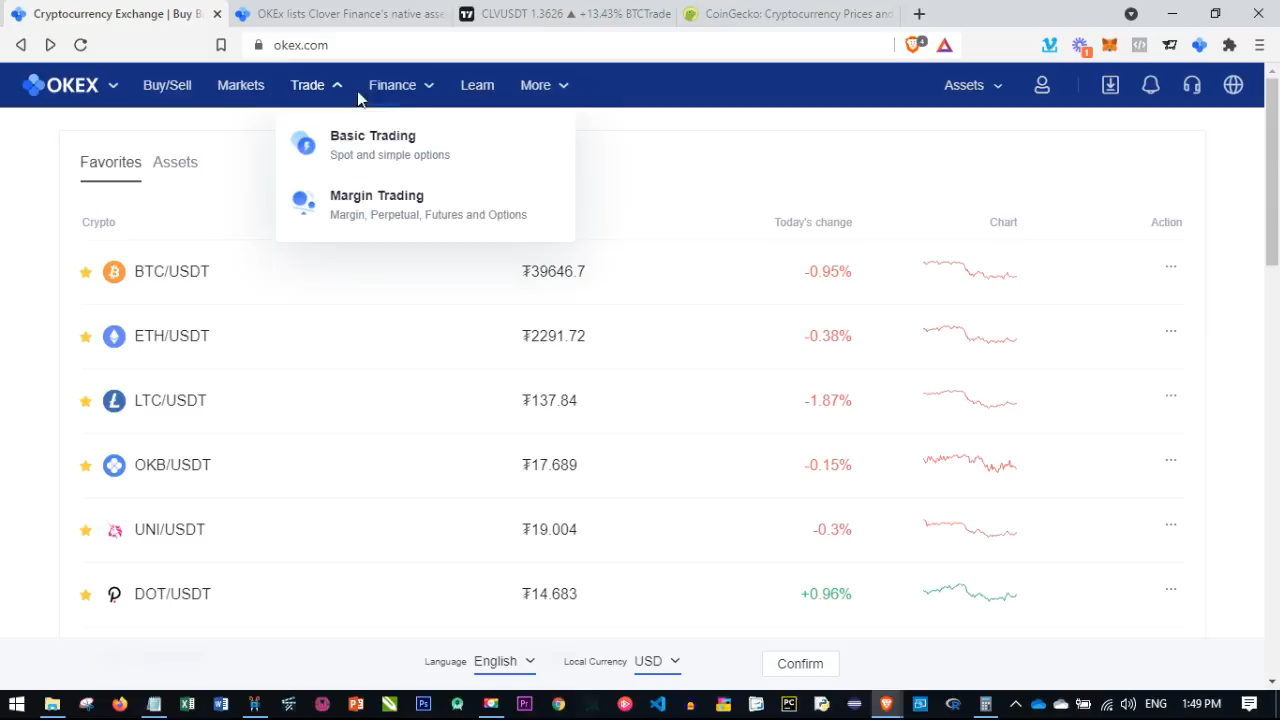 Cryptocurrency Exchange | Buy B
OKEx lists Clover Finance's native asse
CLVUSDT 1.3626 ▲ +13.43% BTCTrade
CoinGecko: Cryptocurrency Prices and
okex.com
4
1
OKEX
Buy/Sell
Markets
Trade
Finance
Learn
More
Assets
Basic Trading
Spot and simple options
Margin Trading
Margin, Perpetual, Futures and Options
Favorites
Assets
Crypto
Today's change
Chart
Action
BTC/USDT ₮39646.7 -0.95% ...
ETH/USDT ₮2291.72 -0.38% ...
LTC/USDT ₮137.84 -1.87% ...
OKB/USDT ₮17.689 -0.15% ...
UNI/USDT ₮19.004 -0.3% ...
DOT/USDT ₮14.683 +0.96% ...
Language English Local Currency USD Confirm
ENG 1:49 PM